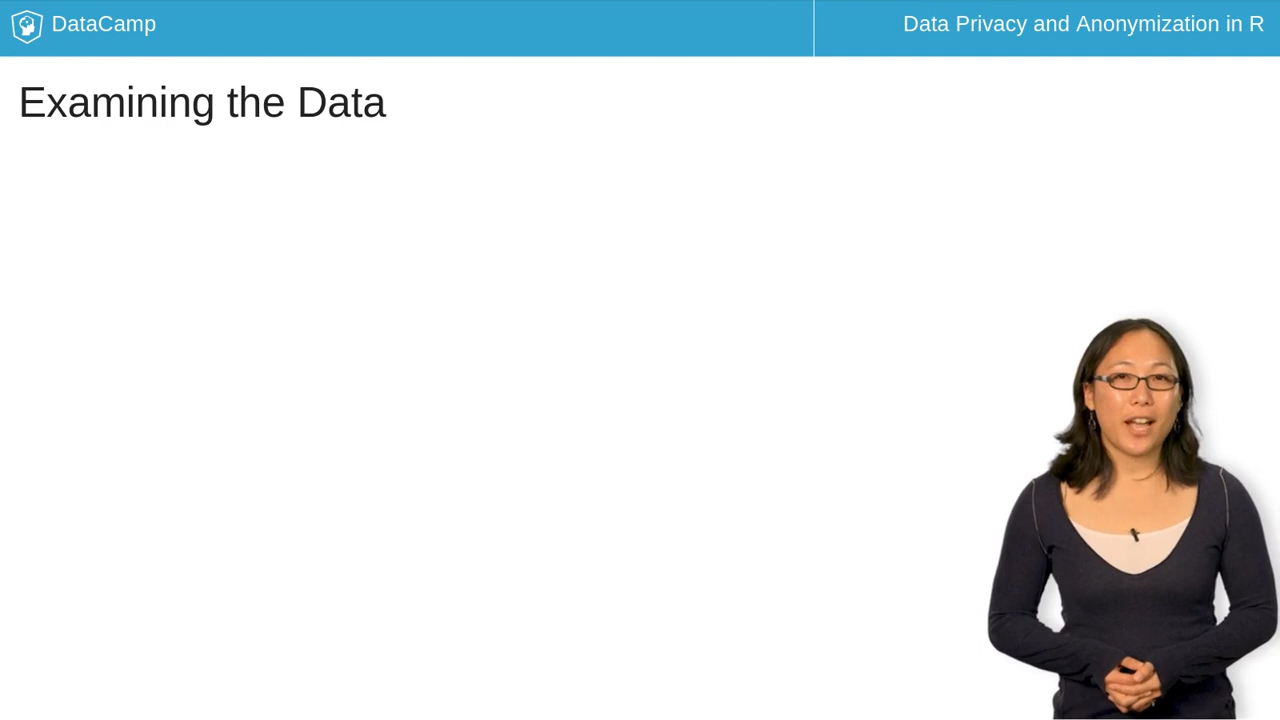 DataCamp
Data Privacy and Anonymization in R
Examining the Data